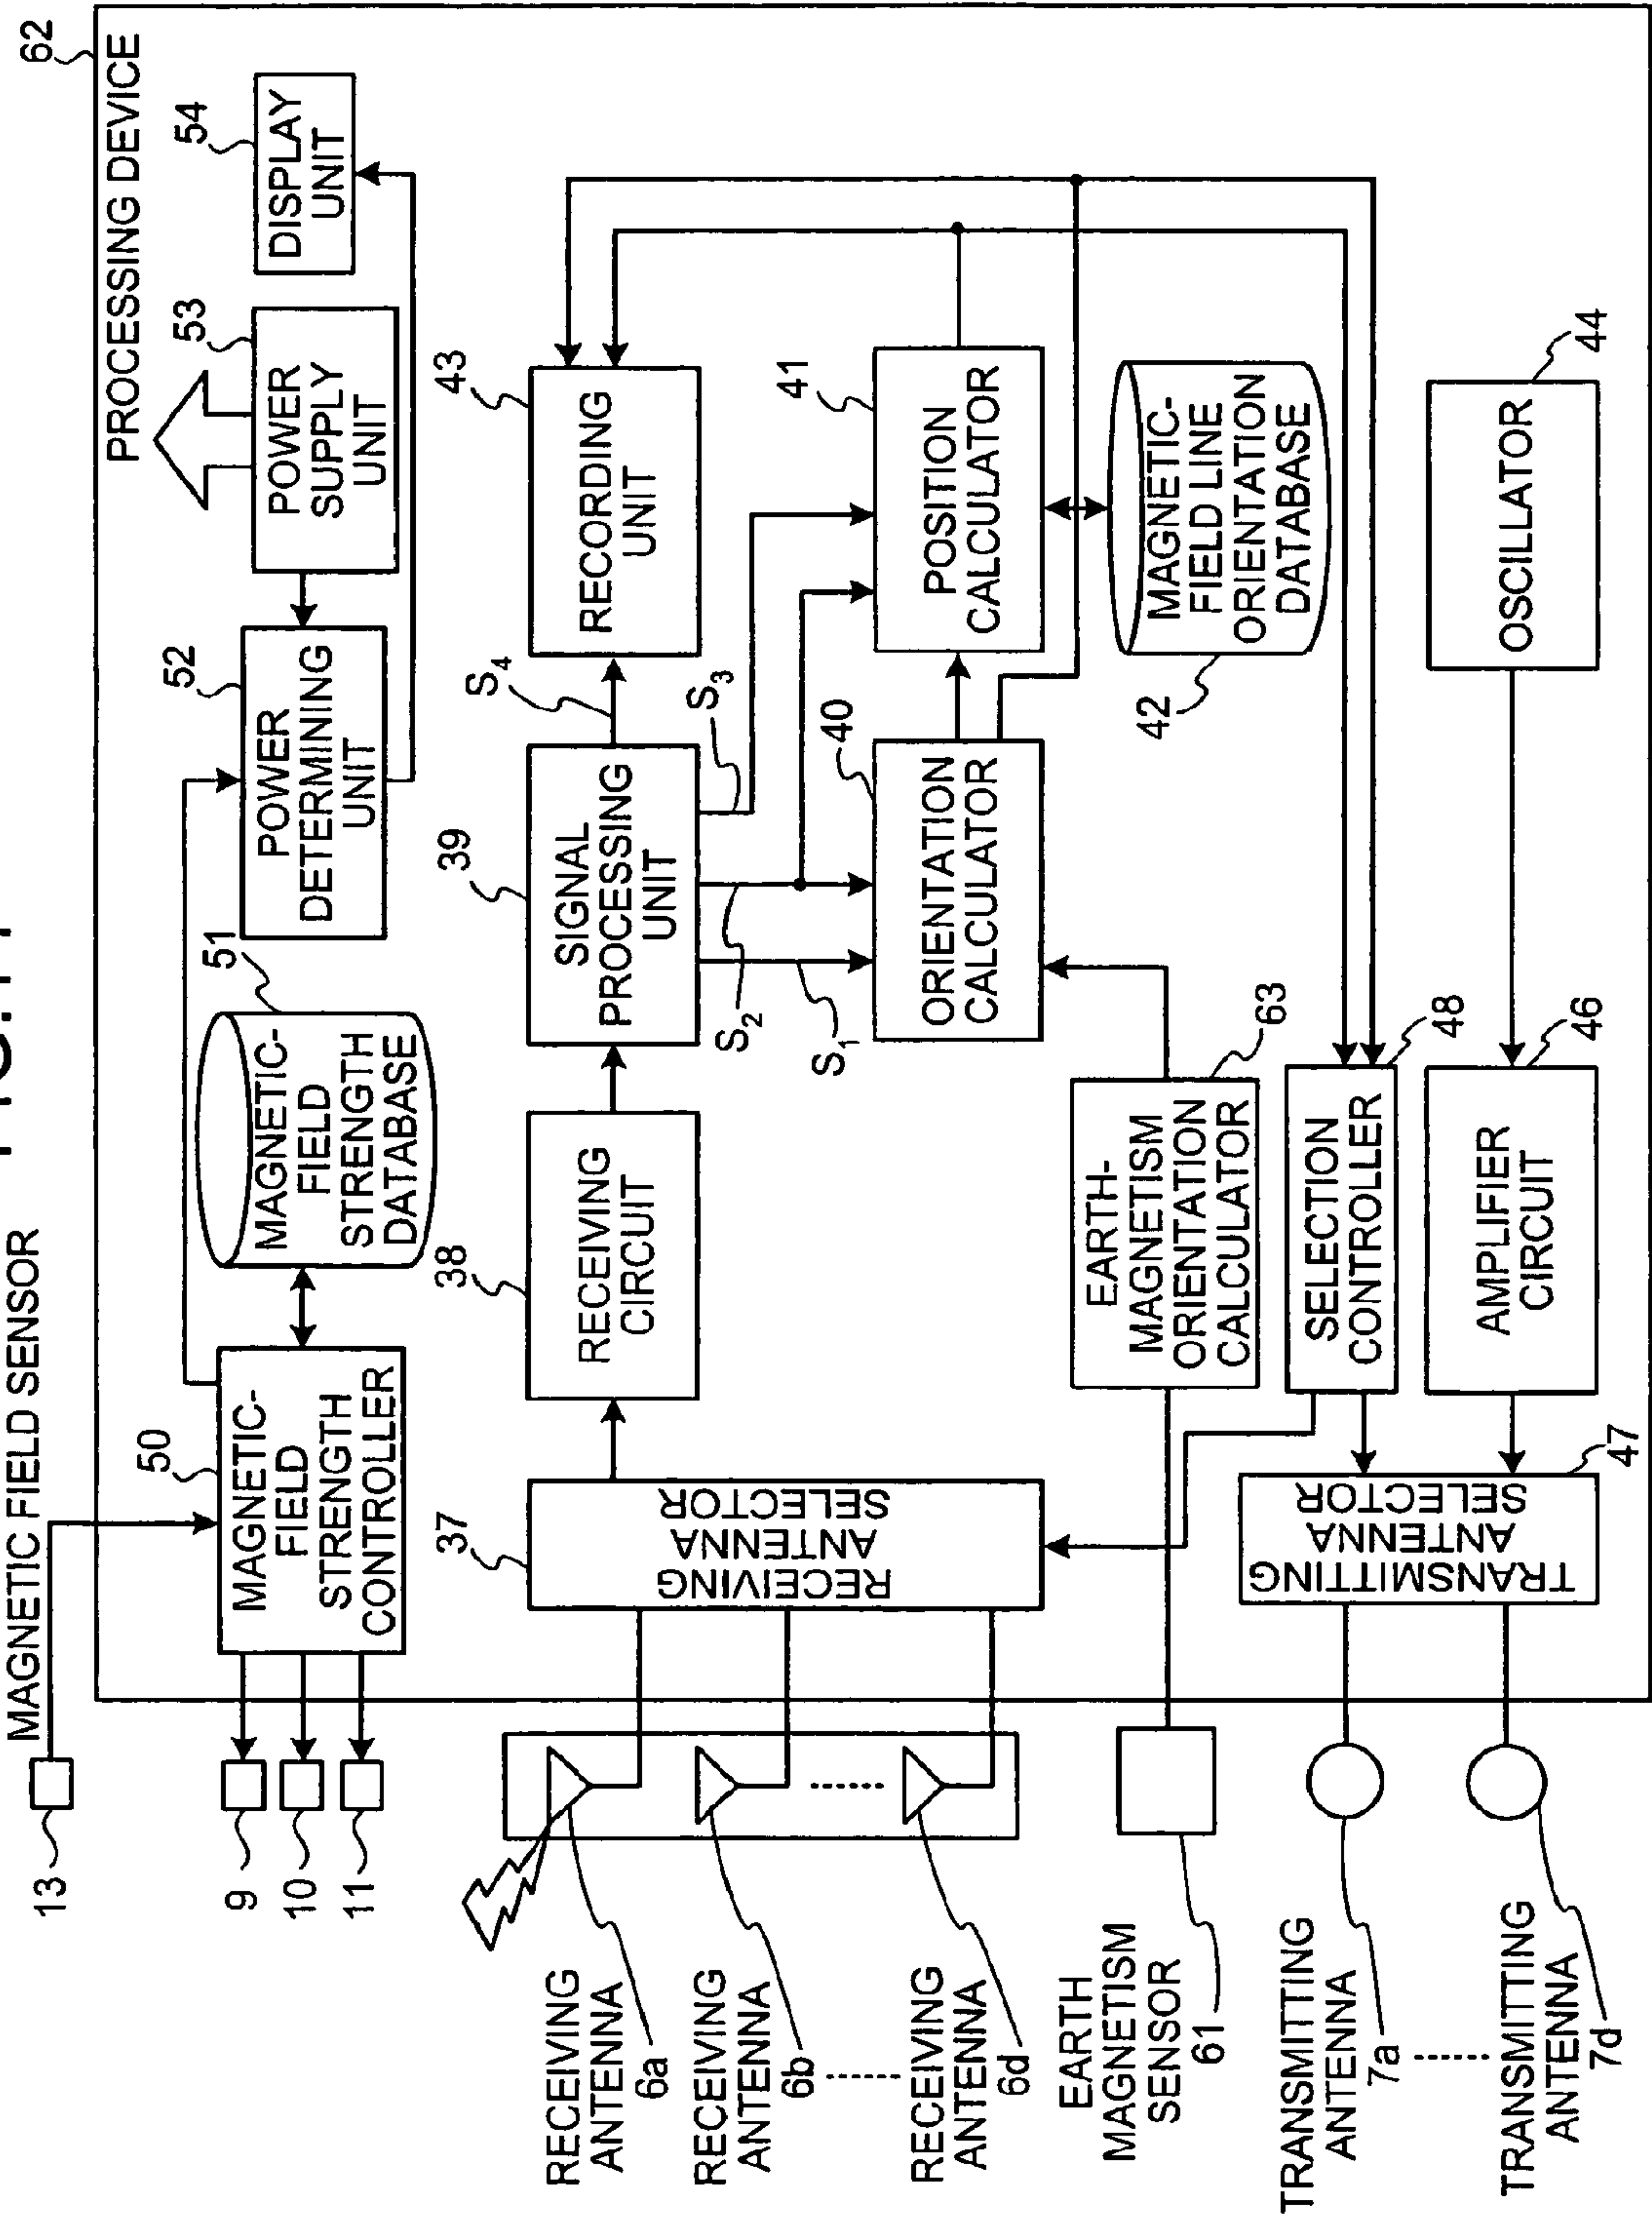 MAGNETIC FIELD SENSOR
62
PROCESSING DEVICE
13
9
10
11
50
MAGNETIC-
FIELD
STRENGTH
CONTROLLER
51
MAGNETIC-
FIELD
STRENGTH
DATABASE
52
POWER
DETERMINING
UNIT
53
POWER
SUPPLY
UNIT
54
DISPLAY
UNIT
RECEIVING
ANTENNA
6a
RECEIVING
ANTENNA
6b
RECEIVING
ANTENNA
6d
37
RECEIVING
ANTENNA
SELECTOR
38
RECEIVING
CIRCUIT
39
SIGNAL
PROCESSING
UNIT
S4
43
RECORDING
UNIT
S3
S2
S1
40
ORIENTATION
CALCULATOR
41
POSITION
CALCULATOR
42
MAGNETIC-
FIELD LINE
ORIENTATION
DATABASE
EARTH
MAGNETISM
SENSOR
61
63
EARTH-
MAGNETISM
ORIENTATION
CALCULATOR
48
SELECTION
CONTROLLER
TRANSMITTING
ANTENNA
7a
TRANSMITTING
ANTENNA
7d
47
TRANSMITTING
ANTENNA
SELECTOR
46
AMPLIFIER
CIRCUIT
44
OSCILLATOR